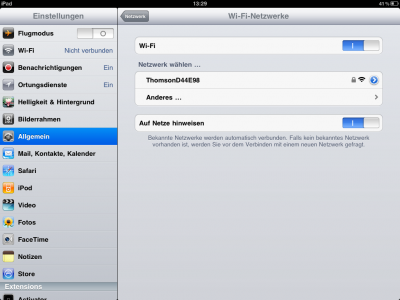 iPad
13:29
41 %
Einstellungen
Netzwerk
Wi-Fi-Netzwerke
Flugmodus
Wi-Fi Nicht verbunden
Benachrichtigungen Ein
Ortungsdienste Ein
Helligkeit & Hintergrund
Bilderrahmen
Allgemein
Mail, Kontakte, Kalender
Safari
iPod
Video
Fotos
FaceTime
Notizen
Store
Extensions
Activator
Wi-Fi
Netzwerk wählen ...
ThomsonD44E98
Anderes ...
Auf Netze hinweisen
Bekannte Netzwerke werden automatisch verbunden. Falls kein bekanntes Netzwerk
vorhanden ist, werden Sie vor dem Verbinden mit einem neuen Netzwerk gefragt.